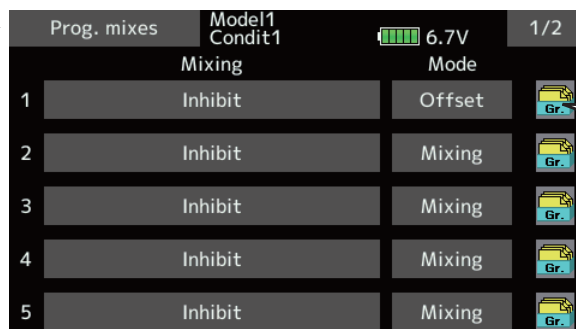 Prog. mixes Model1 Condit1 6.7V 1/2
Mixing Mode
1 Inhibit Offset Gr.
2 Inhibit Mixing Gr.
3 Inhibit Mixing Gr.
4 Inhibit Mixing Gr.
5 Inhibit Mixing Gr.